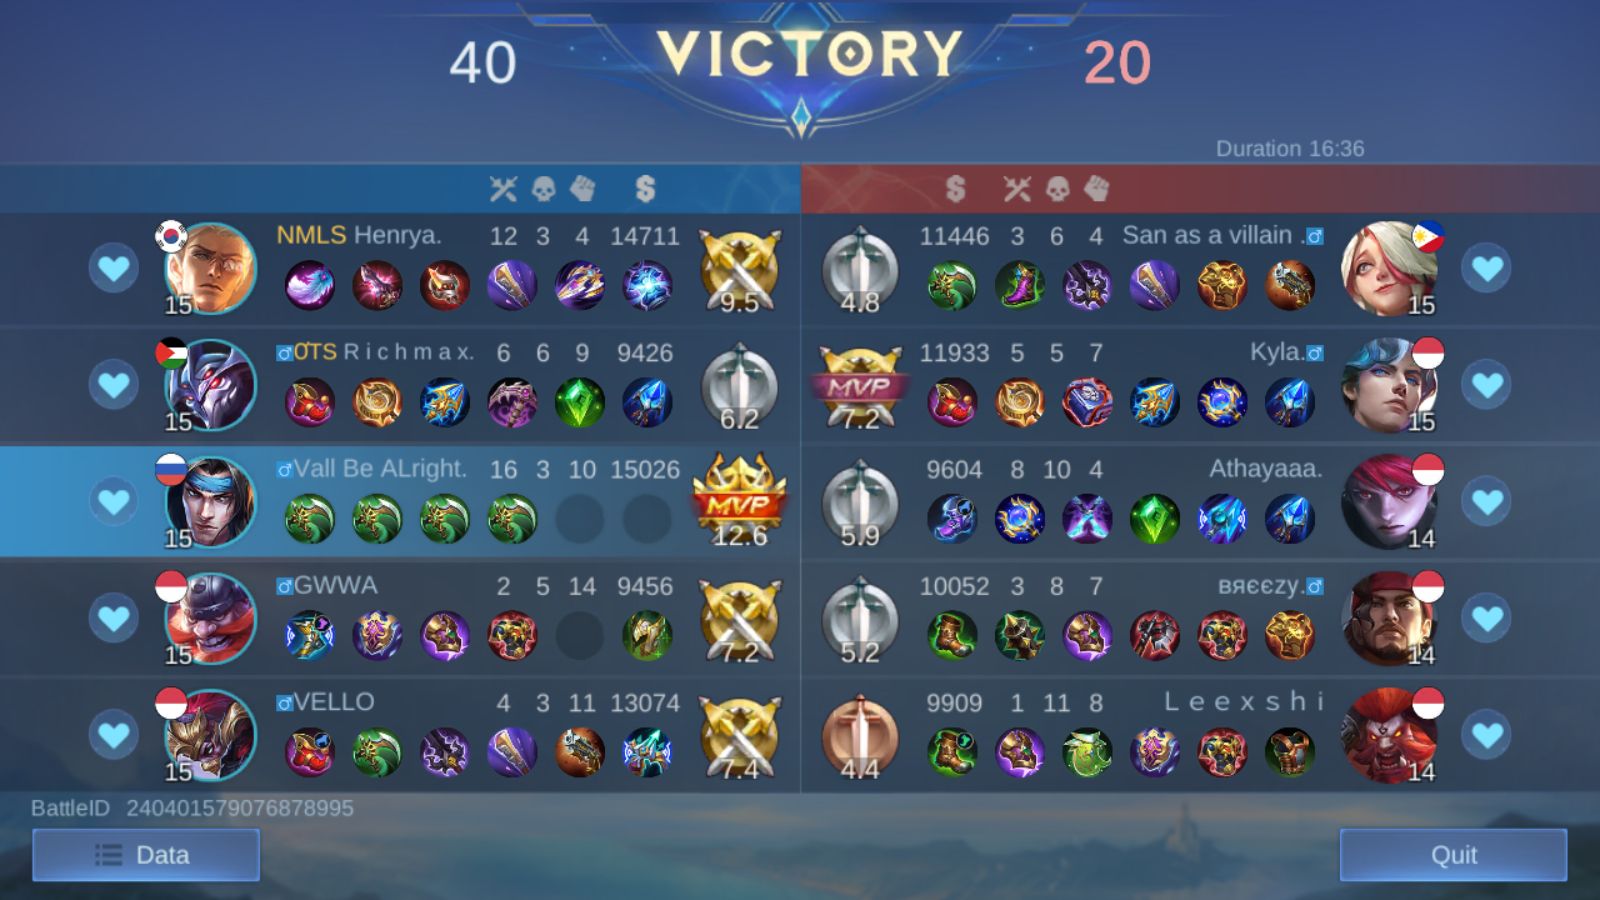 40 VICTORY 20
Duration 16:36
NMLS Henrya. 12 3 4 14711
15 9.5
11446 3 6 4 San as a villain .♂
4.8 15
♂ƠTS R i c h m a x. 6 6 9 9426
15 6.2
11933 5 5 7 Kyla.♂
MVP 7.2 15
♂Vall Be ALright. 16 3 10 15026
15 MVP 12.6
9604 8 10 4 Athayaaa.
5.9 14
♂GWWA 2 5 14 9456
15 7.2
10052 3 8 7 вяєєzy.♂
5.2 14
♂VELLO 4 3 11 13074
15 7.4
9909 1 11 8 L e e x s h i
4.4 14
BattleID 240401579076878995
Data
Quit